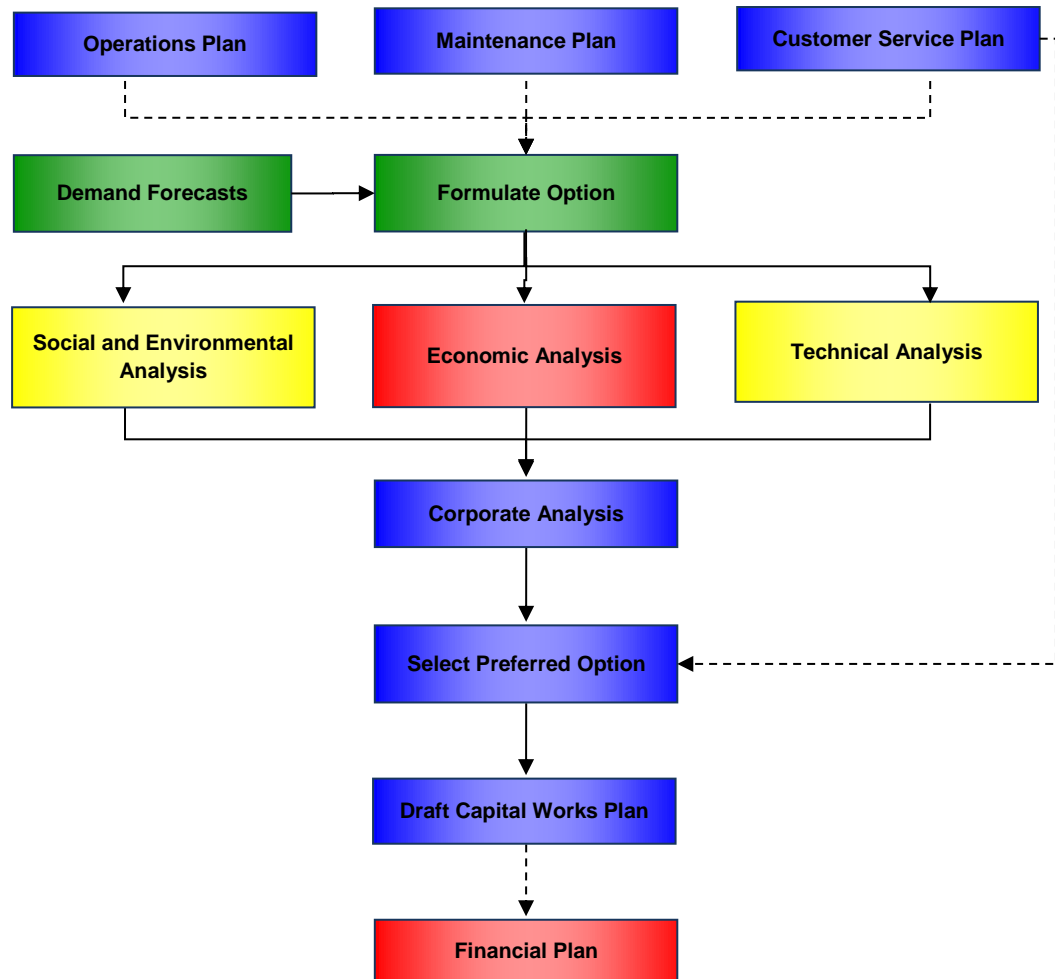 Operations Plan
Maintenance Plan
Customer Service Plan
Demand Forecasts
Formulate Option
Social and Environmental
Analysis
Economic Analysis
Technical Analysis
Corporate Analysis
Select Preferred Option
Draft Capital Works Plan
Financial Plan